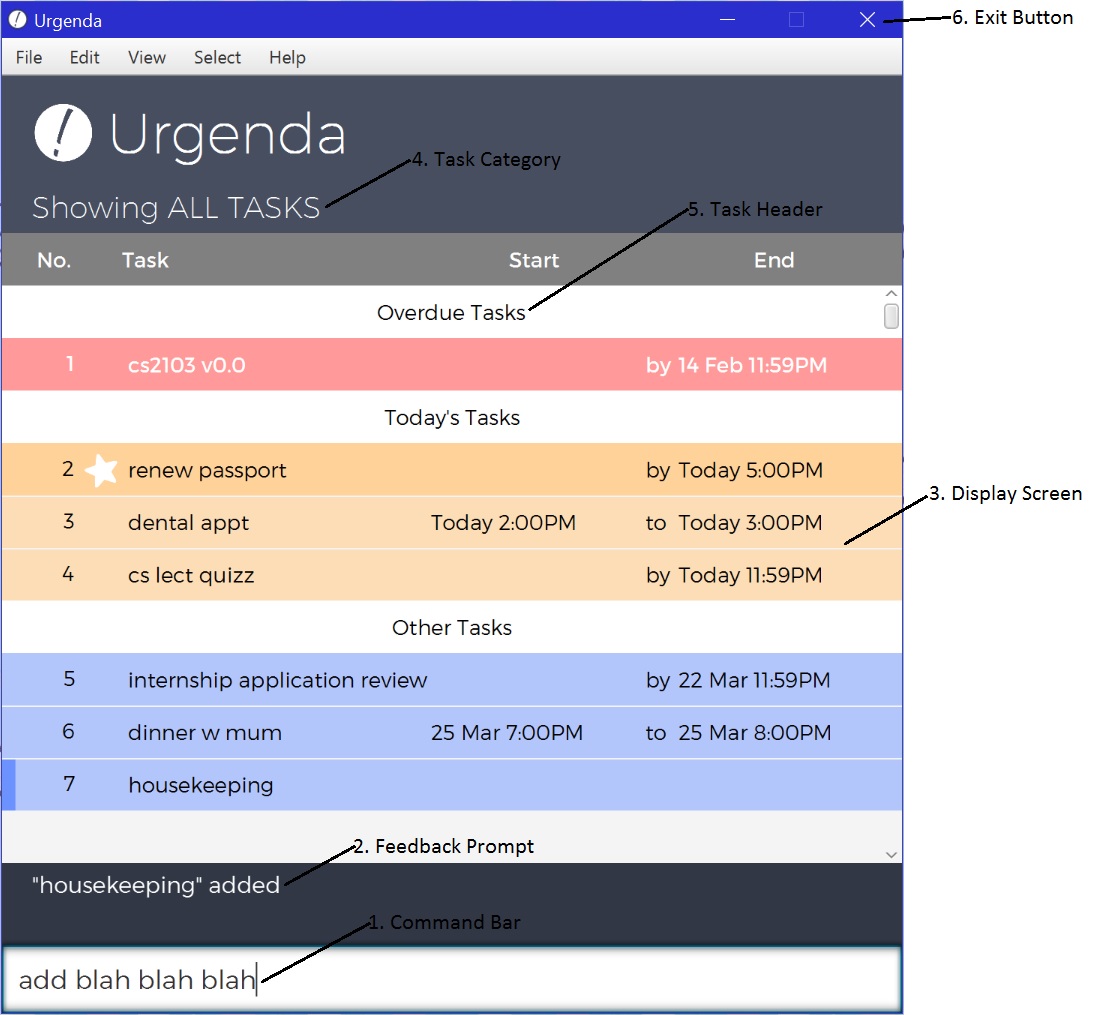 Urgenda
6. Exit Button
File Edit View Select Help
Urgenda
4. Task Category
Showing ALL TASKS
5. Task Header
No. Task Start End
Overdue Tasks
1 cs2103 v0.0 by 14 Feb 11:59PM
Today's Tasks
2 renew passport by Today 5:00PM
3. Display Screen
3 dental appt Today 2:00PM to Today 3:00PM
4 cs lect quizz by Today 11:59PM
Other Tasks
5 internship application review by 22 Mar 11:59PM
6 dinner w mum 25 Mar 7:00PM to 25 Mar 8:00PM
7 housekeeping
2. Feedback Prompt
"housekeeping" added
1. Command Bar
add blah blah blah